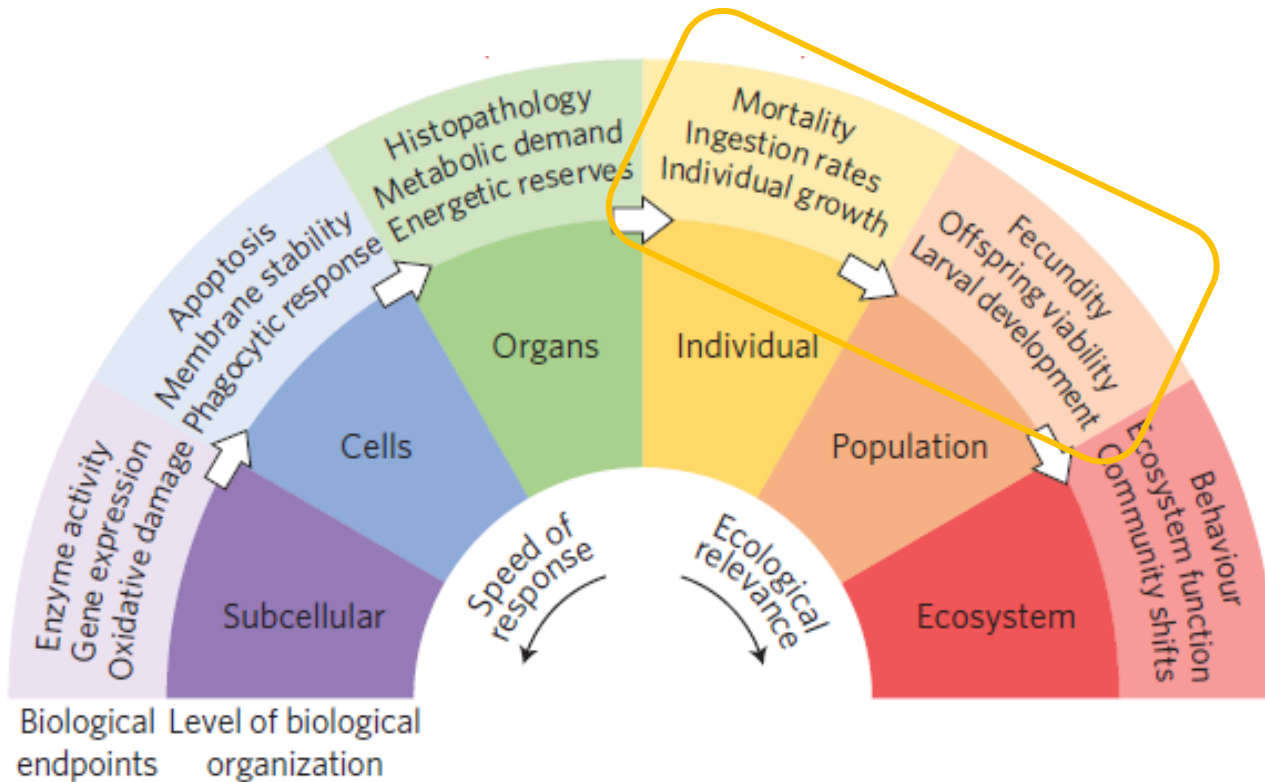 Enzyme activity
Gene expression
Oxidative damage
Subcellular
Apoptosis
Membrane stability
Phagocytic response
Cells
Histopathology
Metabolic demand
Energetic reserves
Organs
Mortality
Ingestion rates
Individual growth
Individual
Fecundity
Offspring viability
Larval development
Population
Behaviour
Ecosystem function
Community shifts
Ecosystem
Speed of
response
Ecological
relevance
Biological
endpoints
Level of biological
organization